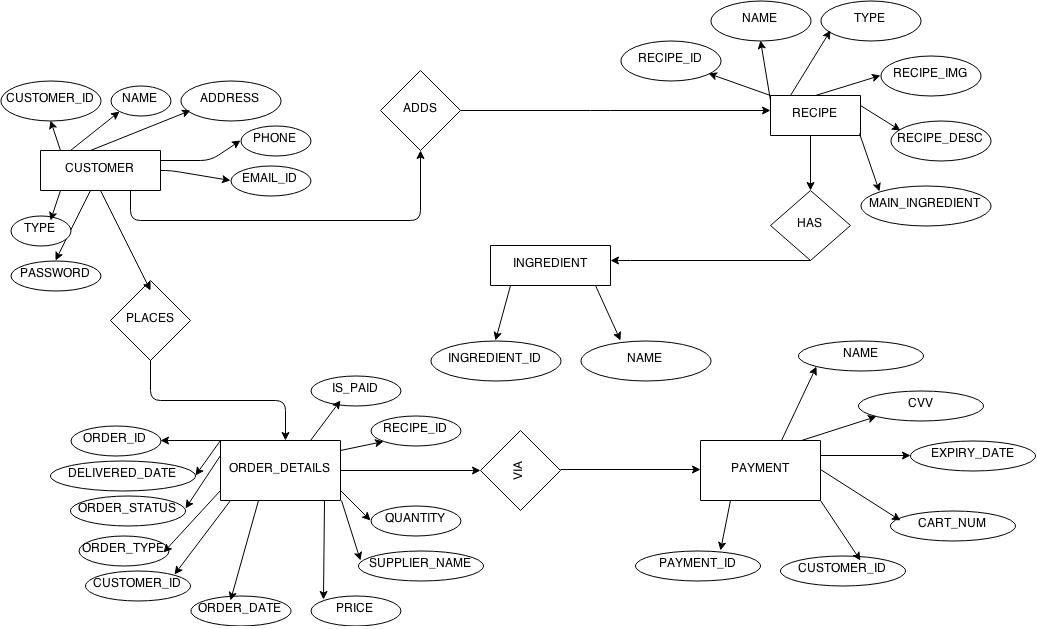 NAME
TYPE
RECIPE_ID
RECIPE_IMG
CUSTOMER_ID
NAME
ADDRESS
ADDS
RECIPE
PHONE
RECIPE_DESC
CUSTOMER
EMAIL_ID
MAIN_INGREDIENT
TYPE
HAS
PASSWORD
INGREDIENT
PLACES
INGREDIENT_ID
NAME
NAME
IS_PAID
CVV
RECIPE_ID
ORDER_ID
DELIVERED_DATE
ORDER_DETAILS
VIA
PAYMENT
EXPIRY_DATE
ORDER_STATUS
QUANTITY
CART_NUM
ORDER_TYPE
SUPPLIER_NAME
PAYMENT_ID
CUSTOMER_ID
CUSTOMER_ID
ORDER_DATE
PRICE